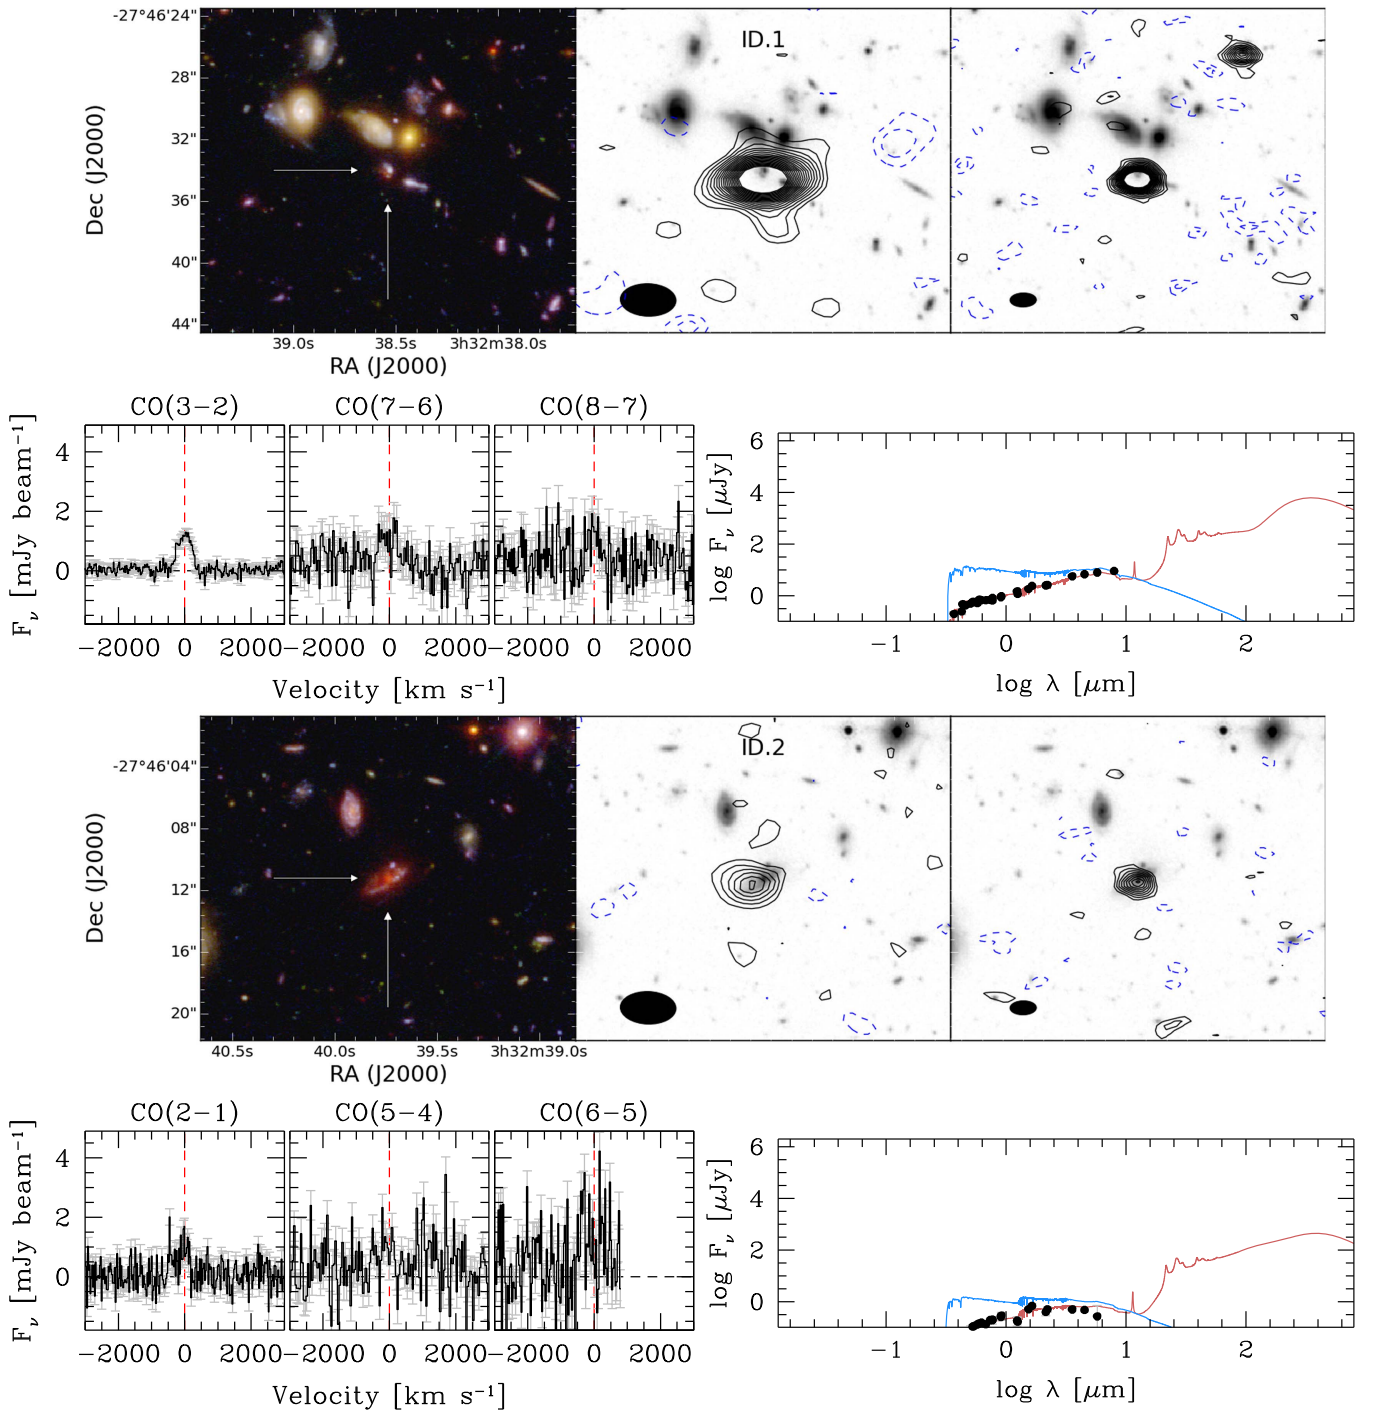 -27°46'24"
28"
32"
36"
40"
44"
Dec (J2000)
ID.1
39.0s 38.5s 3h32m38.0s
RA (J2000)
CO(3−2) CO(7−6) CO(8−7)
F_ν [mJy beam⁻¹]
4
2
0
−2000 0 2000 −2000 0 2000 −2000 0 2000
Velocity [km s⁻¹]
log F_ν [μJy]
6
4
2
0
−1 0 1 2
log λ [μm]
-27°46'04"
08"
12"
16"
20"
Dec (J2000)
ID.2
40.5s 40.0s 39.5s 3h32m39.0s
RA (J2000)
CO(2−1) CO(5−4) CO(6−5)
F_ν [mJy beam⁻¹]
4
2
0
−2000 0 2000 −2000 0 2000 −2000 0 2000
Velocity [km s⁻¹]
log F_ν [μJy]
6
4
2
0
−1 0 1 2
log λ [μm]